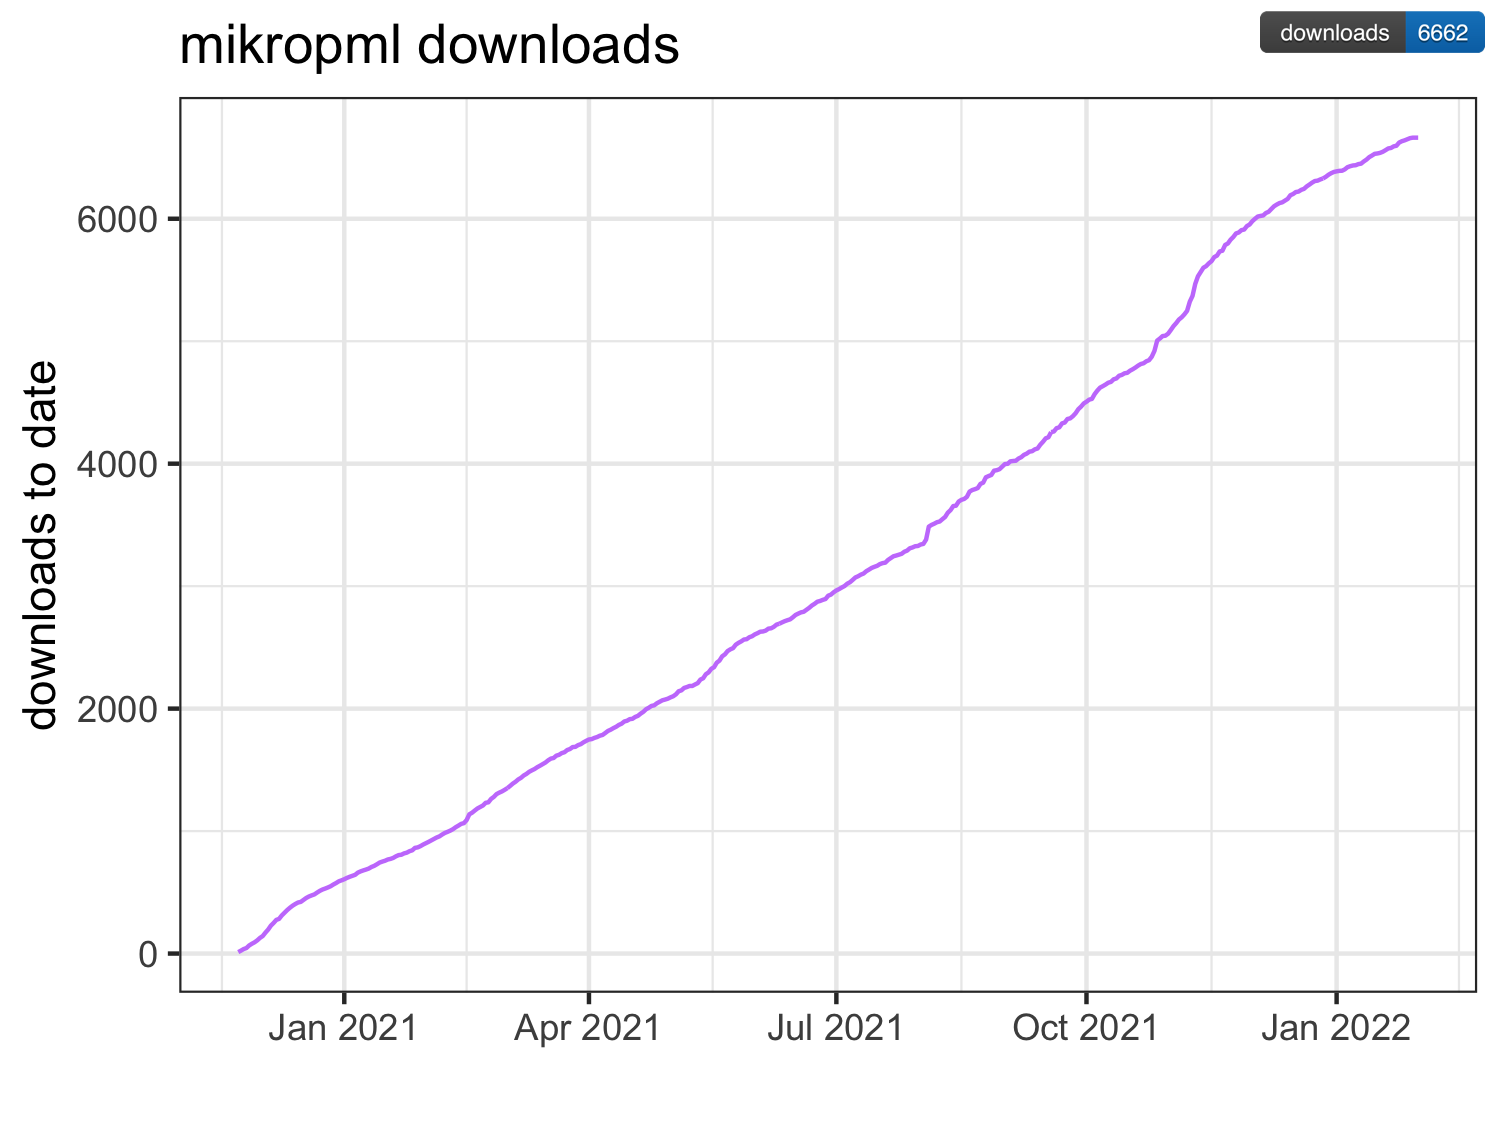 mikropml downloads
downloads 6662
downloads to date
6000
4000
2000
0
Jan 2021
Apr 2021
Jul 2021
Oct 2021
Jan 2022